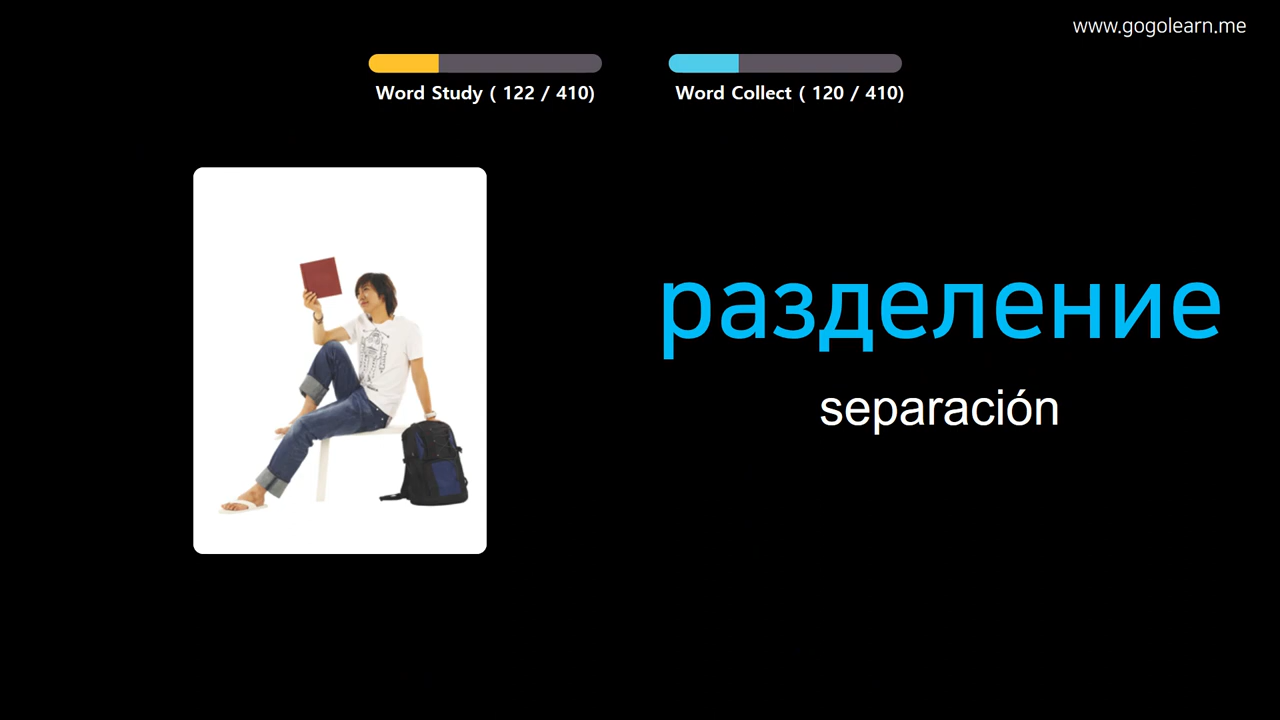 www.gogolearn.me
Word Study ( 122 / 410)
Word Collect ( 120 / 410)
разделение
separación